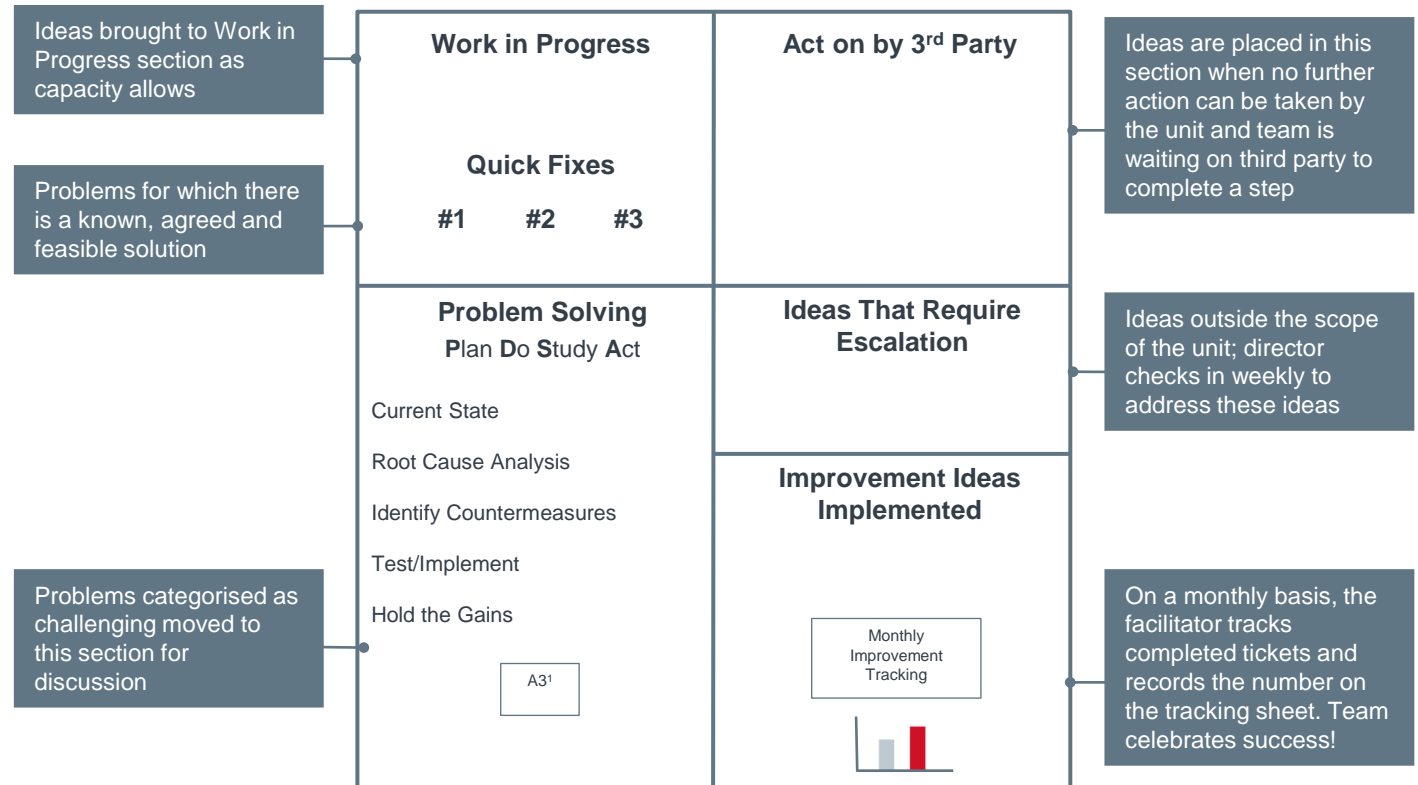 Ideas brought to Work in
Progress section as
capacity allows
Problems for which there
is a known, agreed and
feasible solution
Problems categorised as
challenging moved to
this section for
discussion
Work in Progress
Quick Fixes
#1 #2 #3
Problem Solving
Plan Do Study Act
Current State
Root Cause Analysis
Identify Countermeasures
Test/Implement
Hold the Gains
A3¹
Act on by 3ʳᵈ Party
Ideas That Require
Escalation
Improvement Ideas
Implemented
Monthly
Improvement
Tracking
Ideas are placed in this
section when no further
action can be taken by
the unit and team is
waiting on third party to
complete a step
Ideas outside the scope
of the unit; director
checks in weekly to
address these ideas
On a monthly basis, the
facilitator tracks
completed tickets and
records the number on
the tracking sheet. Team
celebrates success!